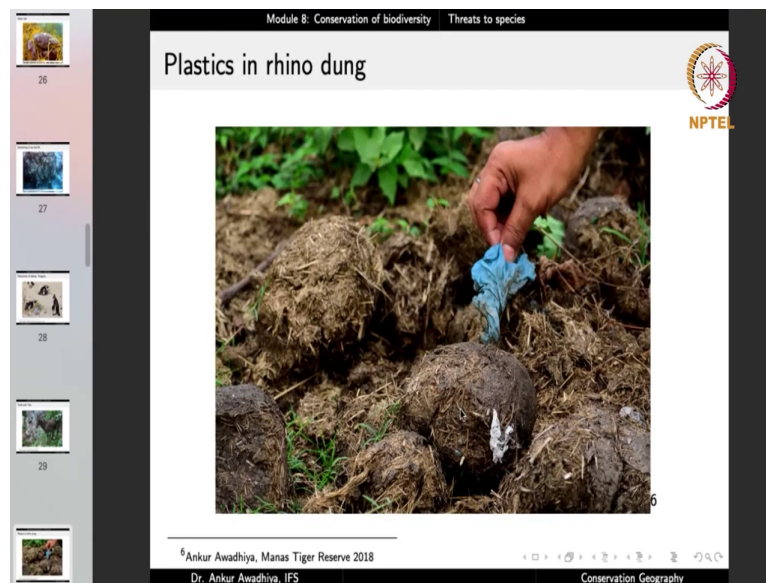 Module 8: Conservation of biodiversity Threats to species
Plastics in rhino dung
NPTEL
26
27
28
29
6
6Ankur Awadhiya, Manas Tiger Reserve 2018
Dr. Ankur Awadhiya, IFS Conservation Geography